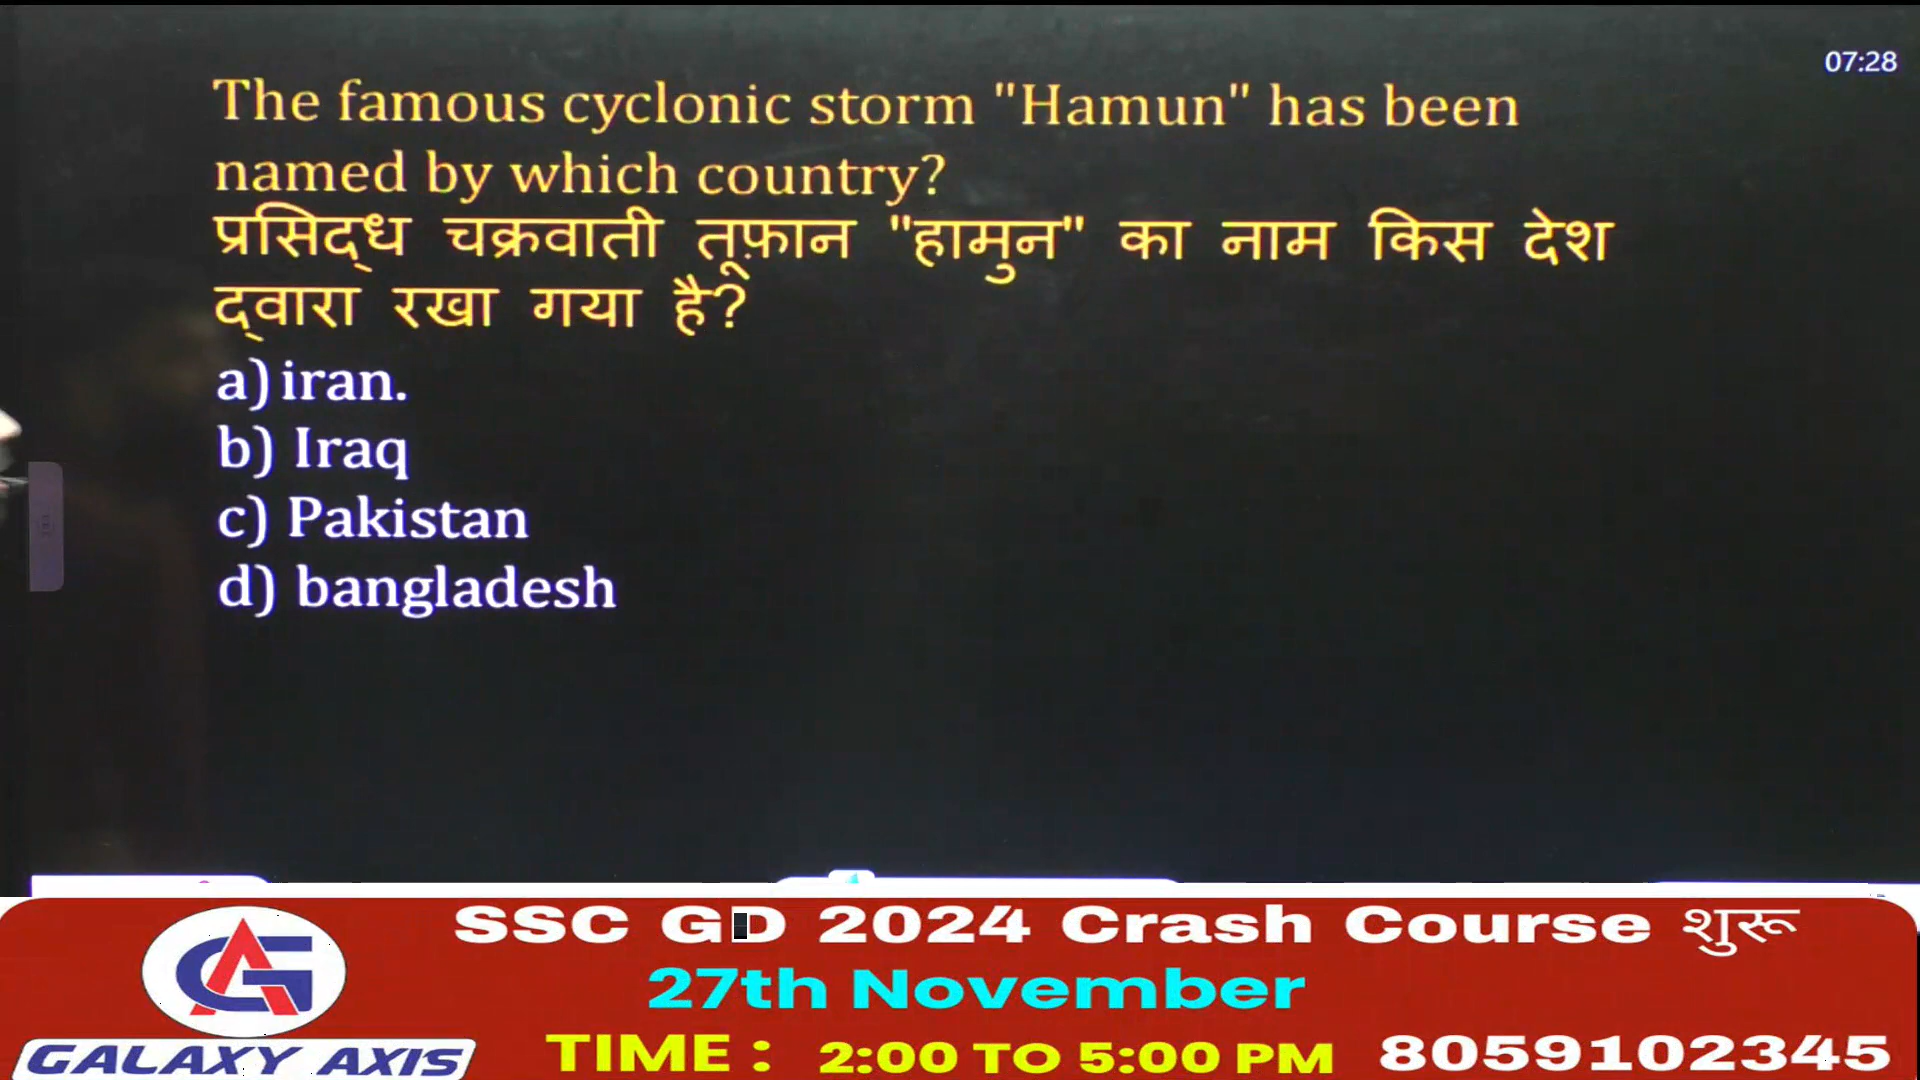 07:28
The famous cyclonic storm "Hamun" has been
named by which country?
प्रसिद्ध चक्रवाती तूफ़ान "हामुन" का नाम किस देश
द्वारा रखा गया है?
a) iran.
b) Iraq
c) Pakistan
d) bangladesh
SSC GD 2024 Crash Course शुरू
27th November
TIME : 2:00 TO 5:00 PM 8059102345
AG
GALAXY AXIS